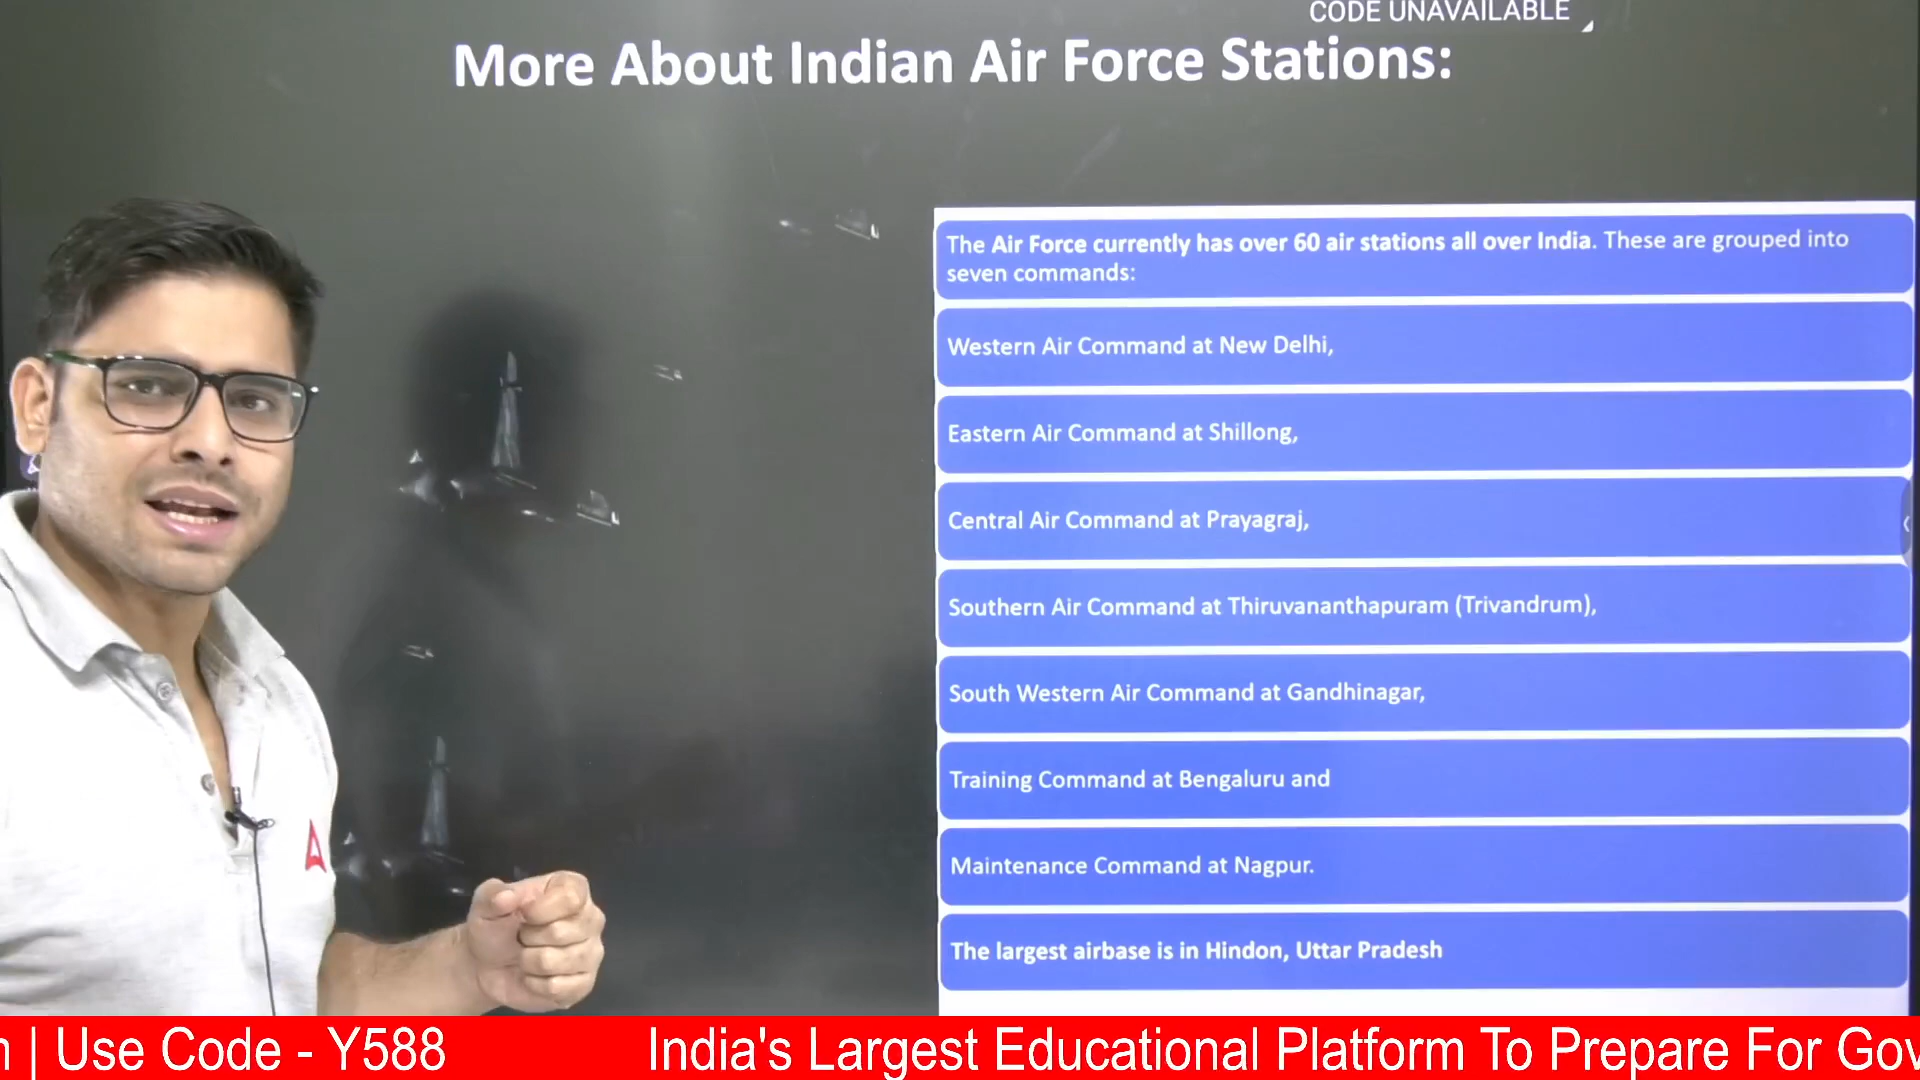 CODE UNAVAILABLE
More About Indian Air Force Stations:
The Air Force currently has over 60 air stations all over India. These are grouped into
seven commands:
Western Air Command at New Delhi,
Eastern Air Command at Shillong,
Central Air Command at Prayagraj,
Southern Air Command at Thiruvananthapuram (Trivandrum),
South Western Air Command at Gandhinagar,
Training Command at Bengaluru and
Maintenance Command at Nagpur.
The largest airbase is in Hindon, Uttar Pradesh
| Use Code - Y588 India's Largest Educational Platform To Prepare For